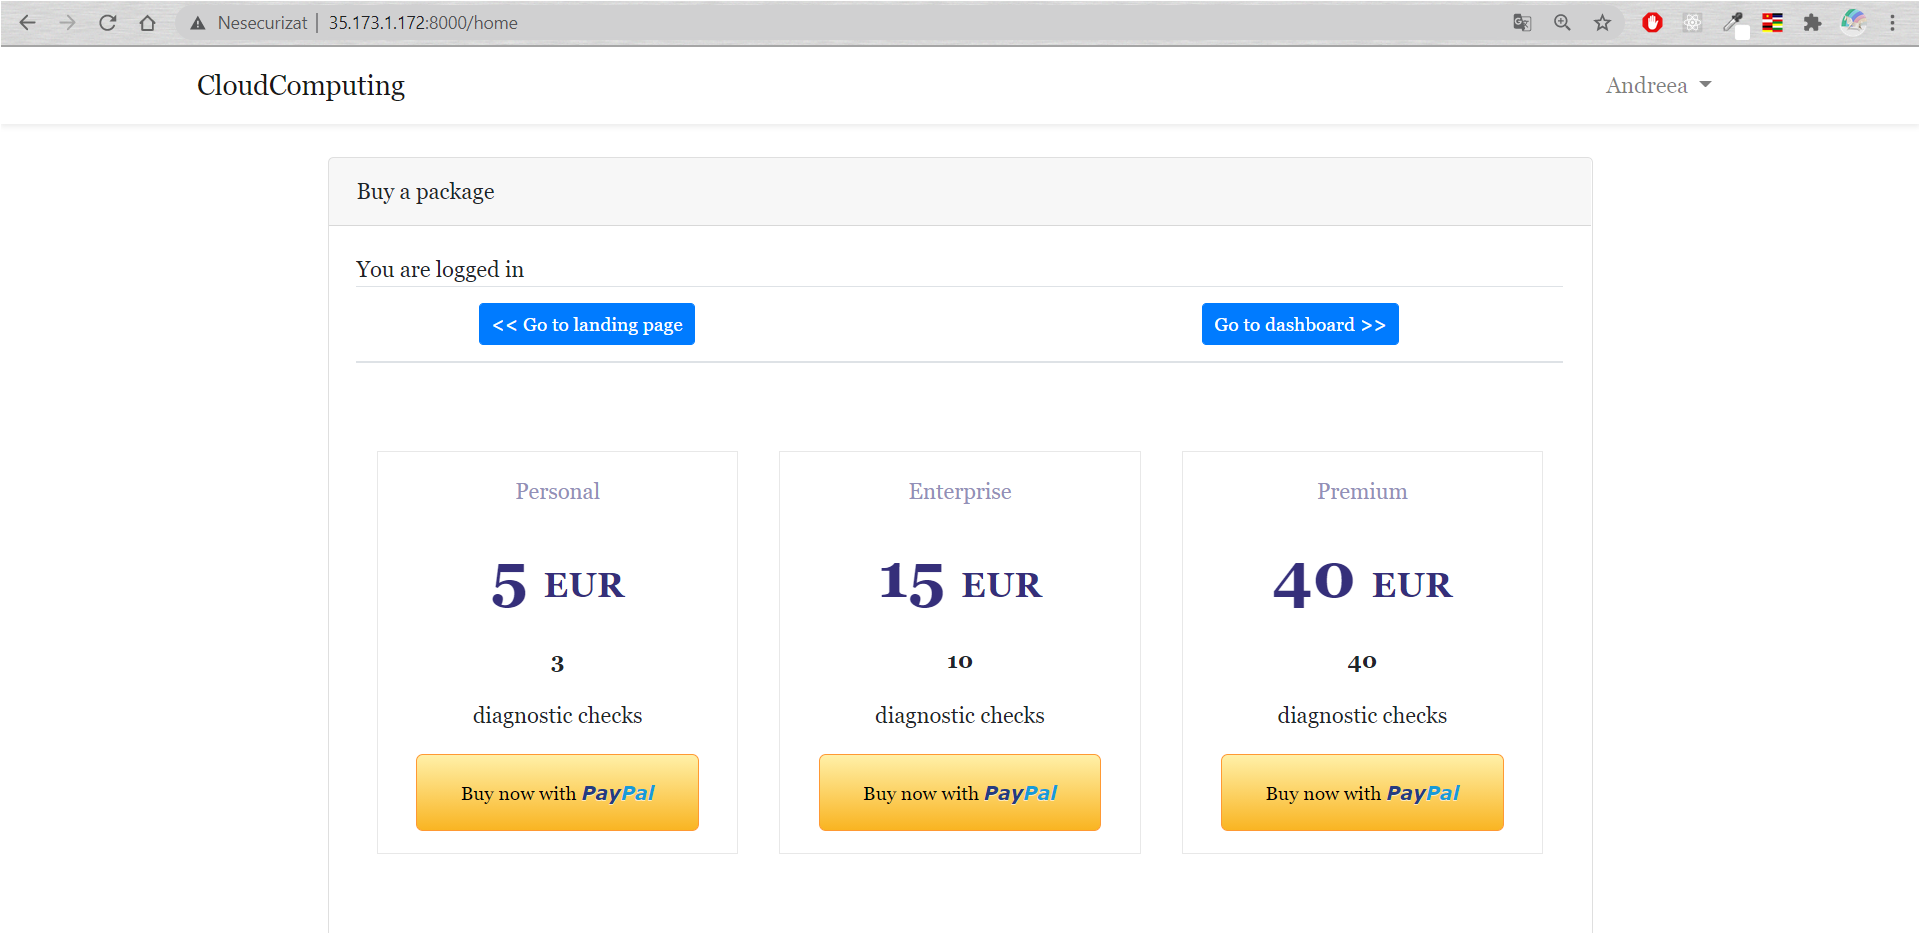 Nesecurizat | 35.173.1.172:8000/home
CloudComputing
Andreea
Buy a package
You are logged in
<< Go to landing page
Go to dashboard >>
Personal
5 EUR
3
diagnostic checks
Buy now with PayPal
Enterprise
15 EUR
10
diagnostic checks
Buy now with PayPal
Premium
40 EUR
40
diagnostic checks
Buy now with PayPal